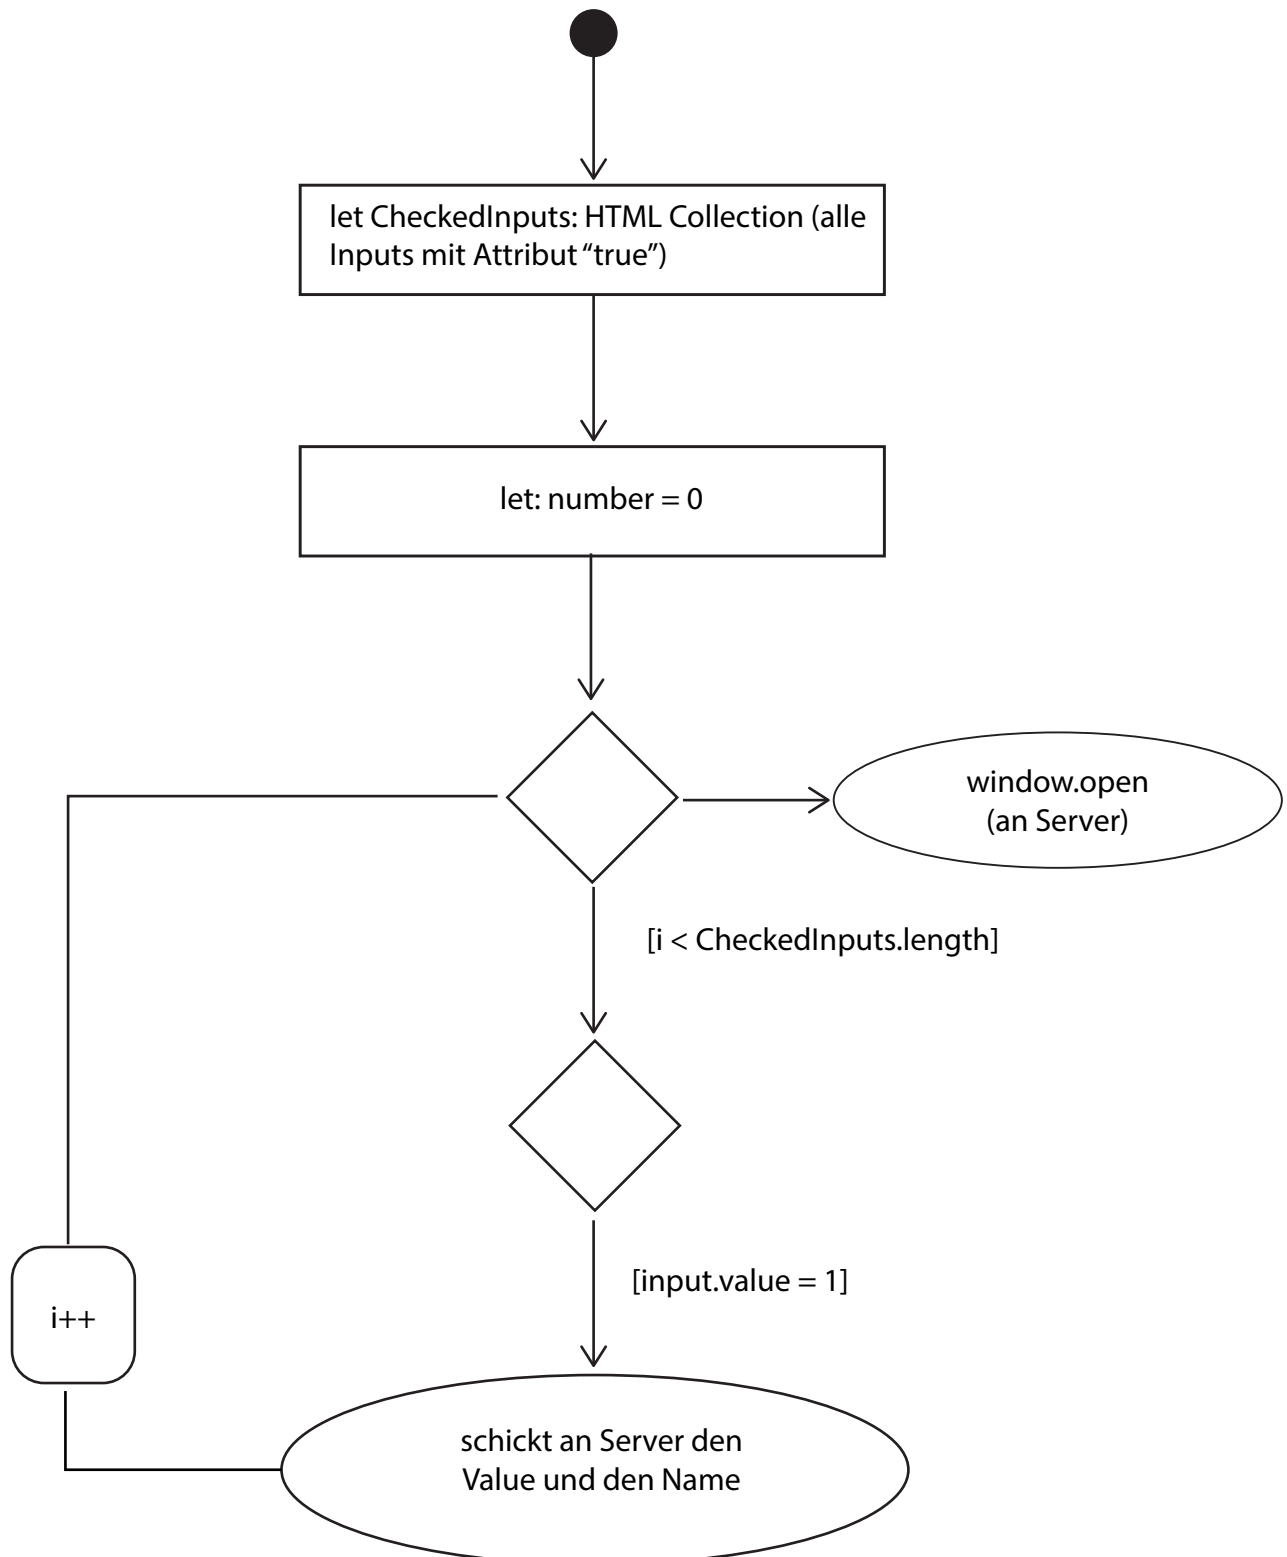 let CheckedInputs: HTML Collection (alle
Inputs mit Attribut “true”)
let: number = 0
window.open
(an Server)
[i < CheckedInputs.length]
[input.value = 1]
i++
schickt an Server den
Value und den Name